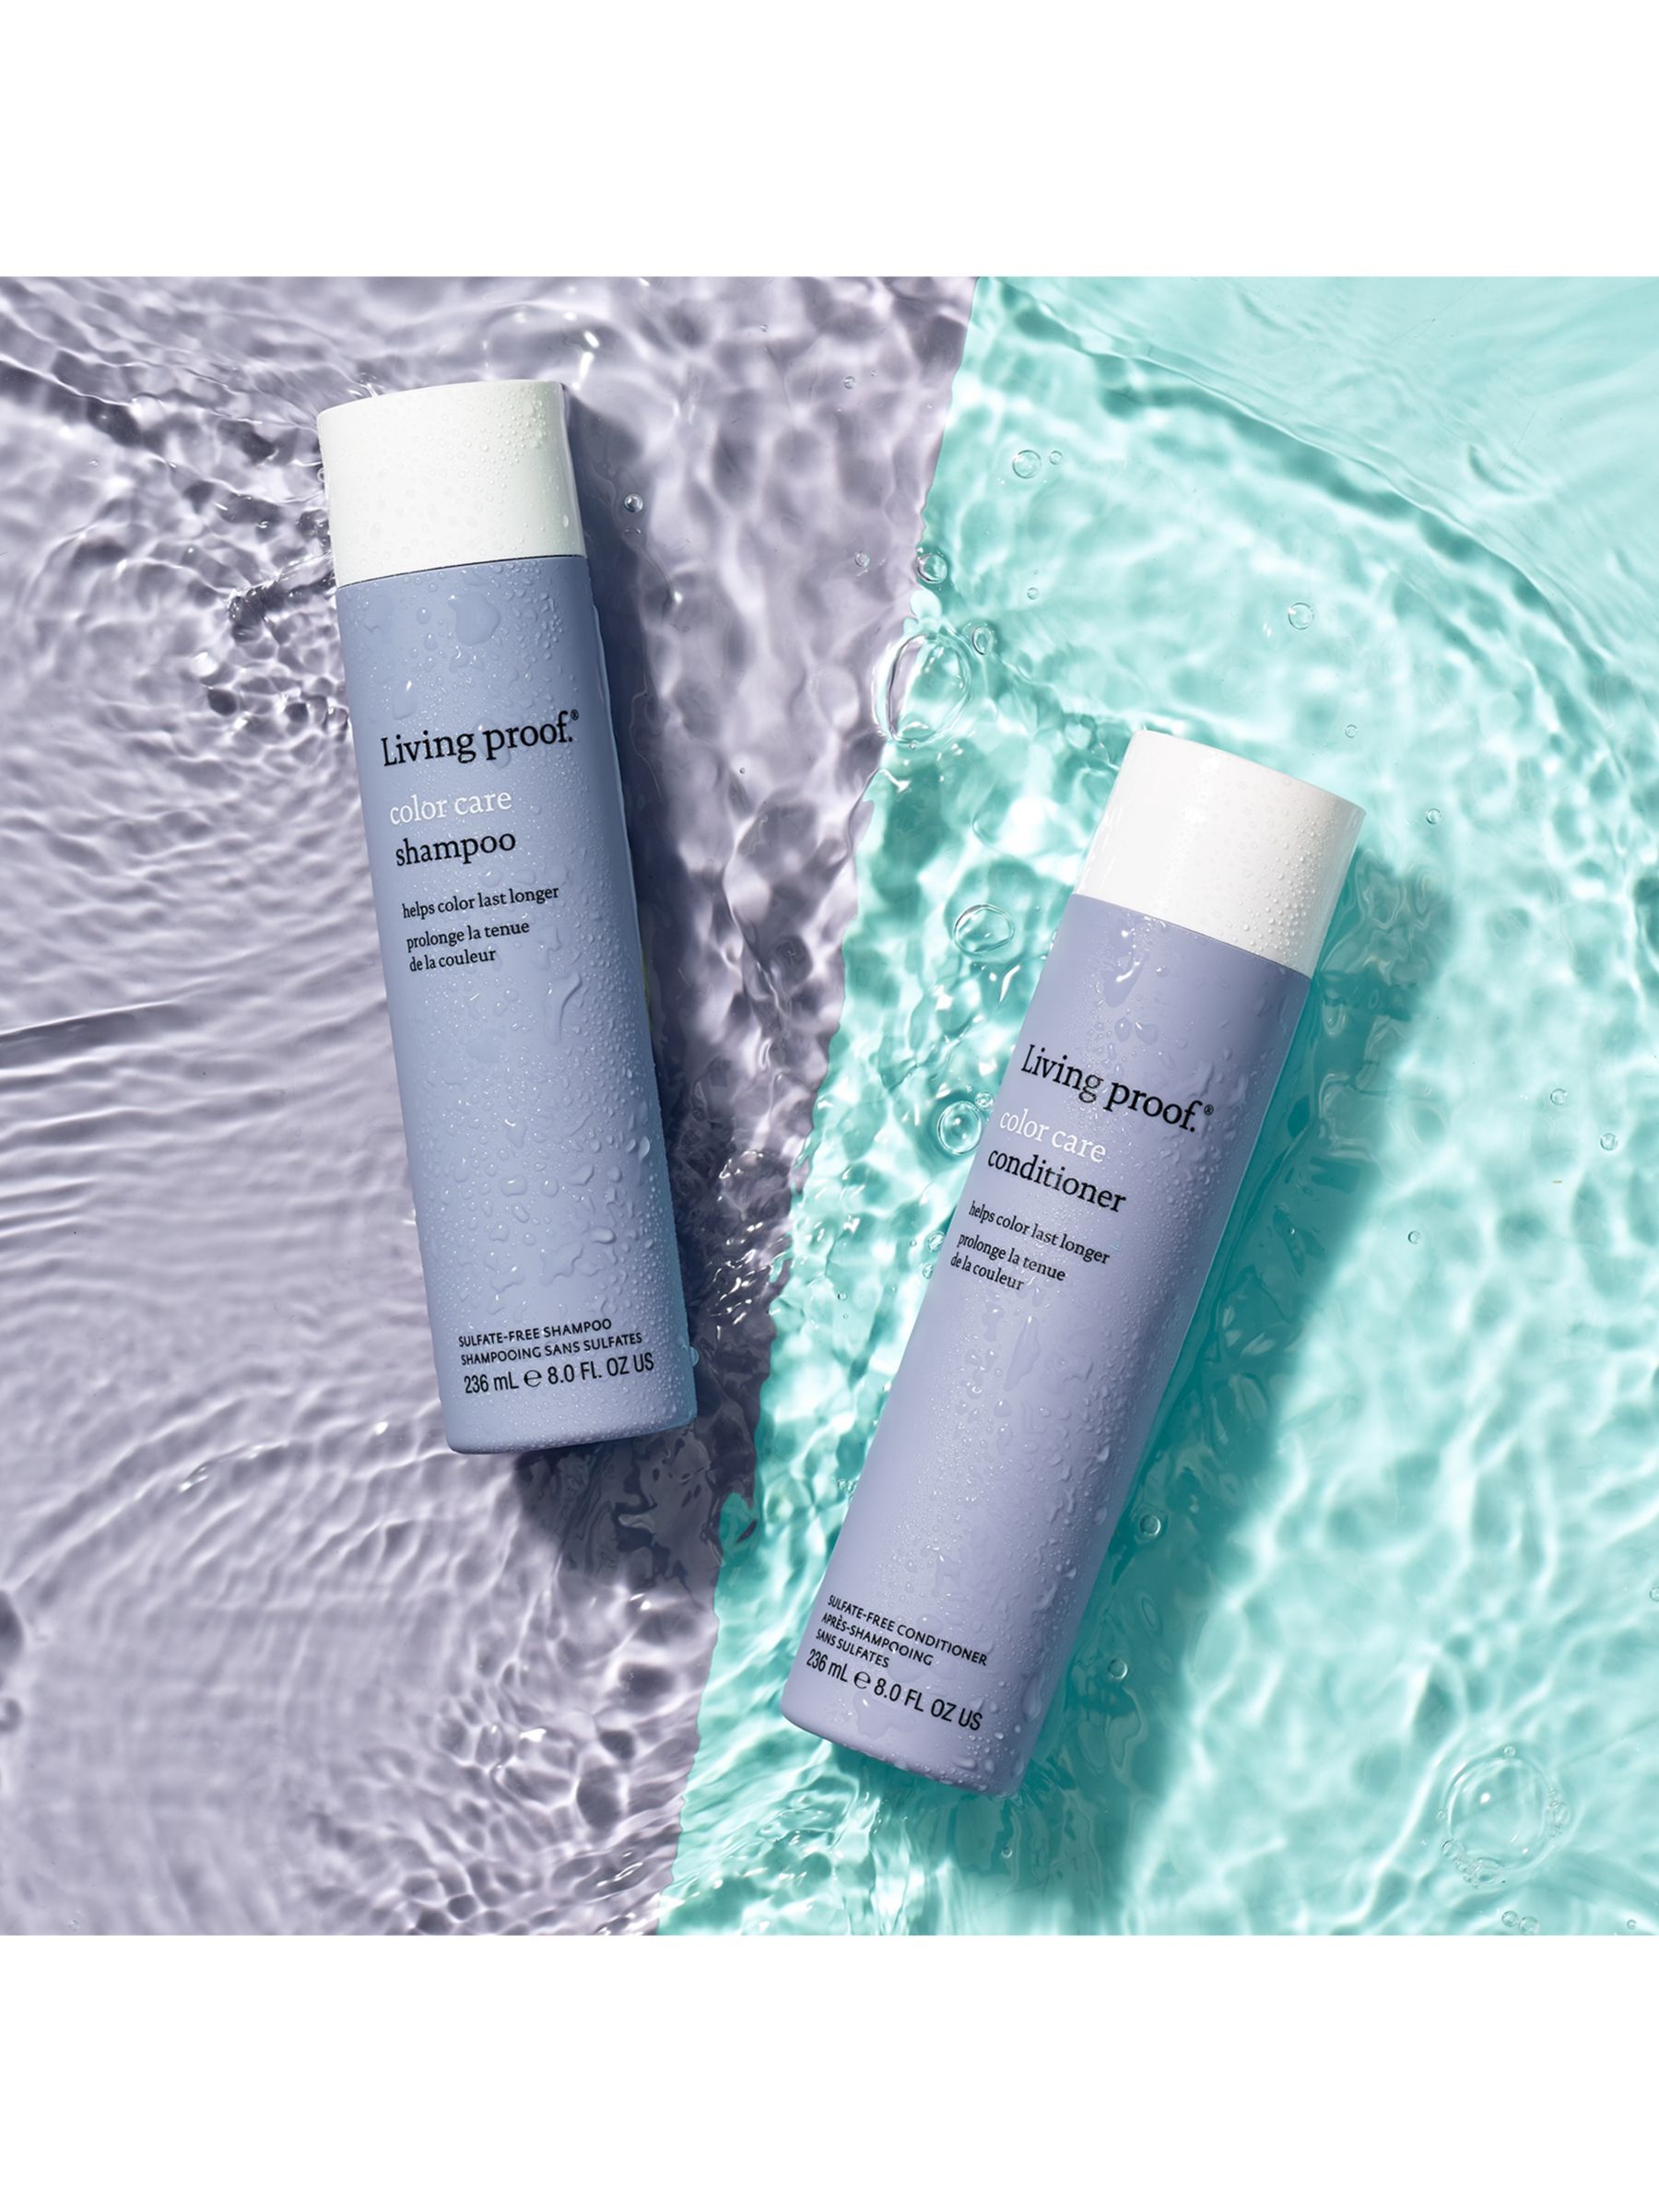 Living proof.®
color care
shampoo
helps color last longer
prolonge la tenue
de la couleur
SULFATE-FREE SHAMPOO
SHAMPOOING SANS SULFATES
236 mL ℮ 8.0 FL. OZ US
Living proof.®
color care
conditioner
helps color last longer
prolonge la tenue
de la couleur
SULFATE-FREE CONDITIONER
APRÈS-SHAMPOOING
SANS SULFATES
236 mL ℮ 8.0 FL OZ US